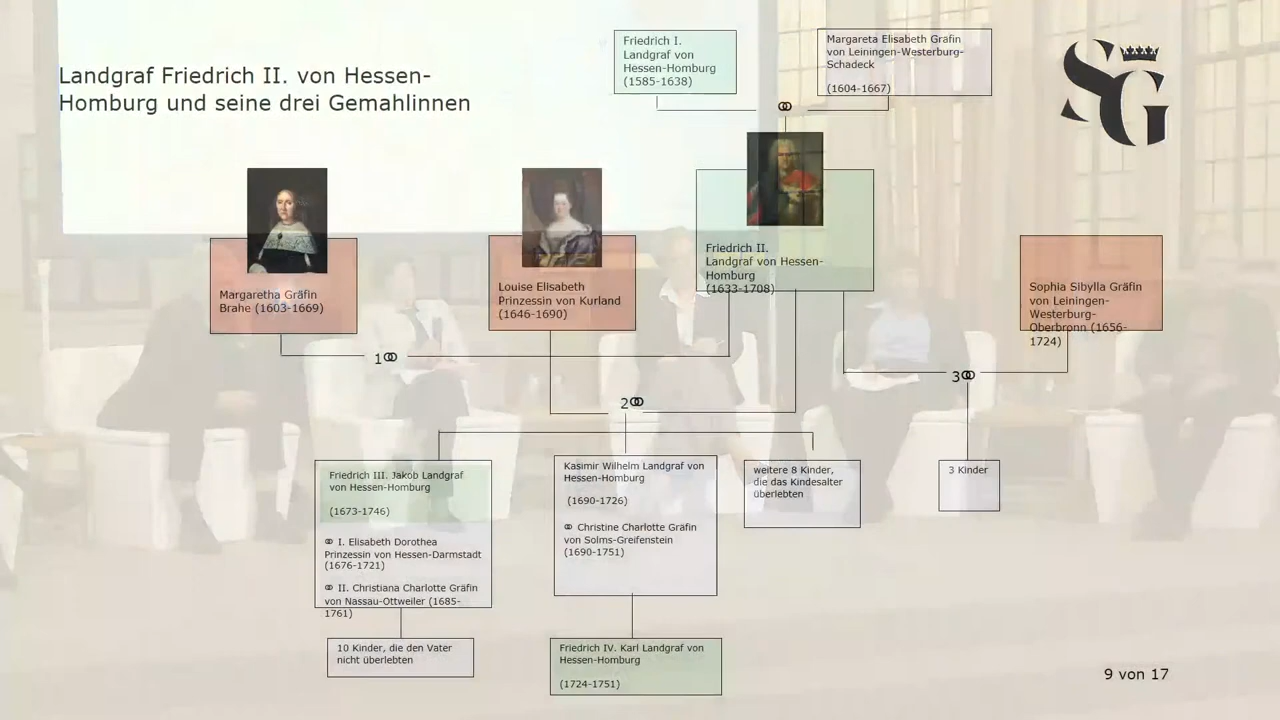 Landgraf Friedrich II. von Hessen-
Homburg und seine drei Gemahlinnen
Friedrich I.
Landgraf von
Hessen-Homburg
(1585-1638)
Margareta Elisabeth Gräfin
von Leiningen-Westerburg-
Schadeck
(1604-1667)
SG
Margaretha Gräfin
Brahe (1603-1669)
Louise Elisabeth
Prinzessin von Kurland
(1646-1690)
Friedrich II.
Landgraf von Hessen-
Homburg
(1633-1708)
Sophia Sibylla Gräfin
von Leiningen-
Westerburg-
Oberbronn (1656-
1724)
1⚭
2⚭
3⚭
Friedrich III. Jakob Landgraf
von Hessen-Homburg
(1673-1746)
⚭ I. Elisabeth Dorothea
Prinzessin von Hessen-Darmstadt
(1676-1721)
⚭ II. Christiana Charlotte Gräfin
von Nassau-Ottweiler (1685-
1761)
Kasimir Wilhelm Landgraf von
Hessen-Homburg
(1690-1726)
⚭ Christine Charlotte Gräfin
von Solms-Greifenstein
(1690-1751)
weitere 8 Kinder,
die das Kindesalter
überlebten
3 Kinder
10 Kinder, die den Vater
nicht überlebten
Friedrich IV. Karl Landgraf von
Hessen-Homburg
(1724-1751)
9 von 17